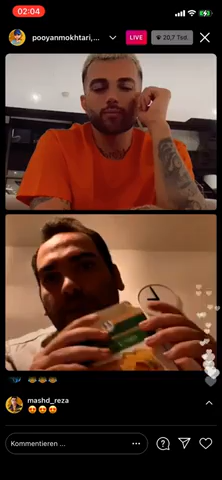 02:04
pooyanmokhtari,...
LIVE
20,7 Tsd.
mashd_reza
Kommentieren ...